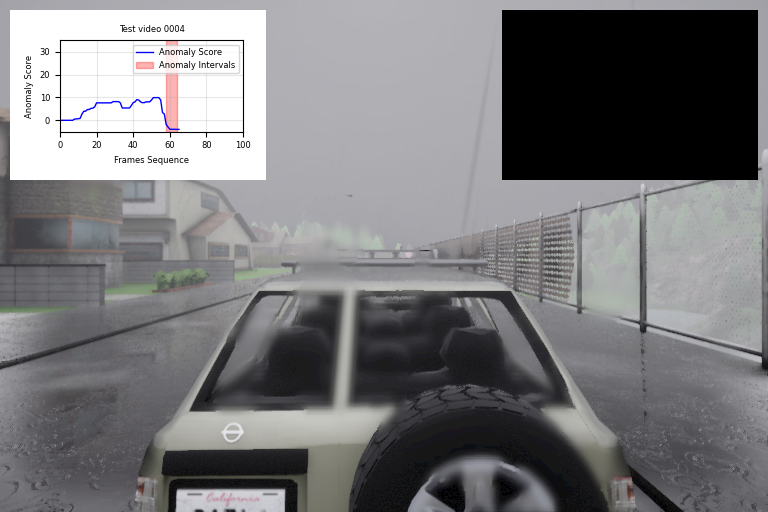 Test video 0004
Anomaly Score
Anomaly Intervals
Anomaly Score
30
20
10
0
0 20 40 60 80 100
Frames Sequence
California